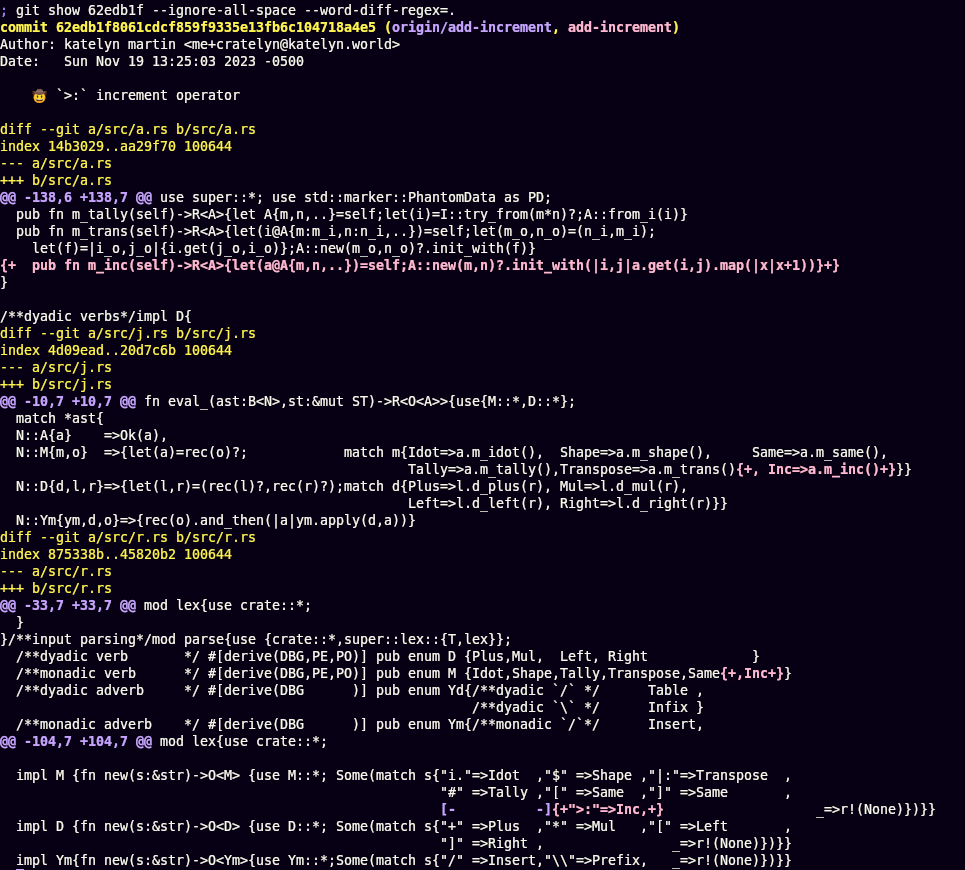 ; git show 62edb1f --ignore-all-space --word-diff-regex=.
commit 62edb1f8061cdcf859f9335e13fb6c104718a4e5 (origin/add-increment, add-increment)
Author: katelyn martin <me+cratelyn@katelyn.world>
Date:   Sun Nov 19 13:25:03 2023 -0500

    🤠 `>:` increment operator

diff --git a/src/a.rs b/src/a.rs
index 14b3029..aa29f70 100644
--- a/src/a.rs
+++ b/src/a.rs
@@ -138,6 +138,7 @@ use super::*; use std::marker::PhantomData as PD;
  pub fn m_tally(self)->R<A>{let A{m,n,..}=self;let(i)=I::try_from(m*n)?;A::from_i(i)}
  pub fn m_trans(self)->R<A>{let(i@A{m:m_i,n:n_i,..})=self;let(m_o,n_o)=(n_i,m_i);
    let(f)=|i_o,j_o|{i.get(j_o,i_o)};A::new(m_o,n_o)?.init_with(f)}
{+  pub fn m_inc(self)->R<A>{let(a@A{m,n,..})=self;A::new(m,n)?.init_with(|i,j|a.get(i,j).map(|x|x+1))}+}
}

/**dyadic verbs*/impl D{
diff --git a/src/j.rs b/src/j.rs
index 4d09ead..20d7c6b 100644
--- a/src/j.rs
+++ b/src/j.rs
@@ -10,7 +10,7 @@ fn eval_(ast:B<N>,st:&mut ST)->R<O<A>>{use{M::*,D::*};
  match *ast{
  N::A{a}    =>Ok(a),
  N::M{m,o}  =>{let(a)=rec(o)?;            match m{Idot=>a.m_idot(),  Shape=>a.m_shape(),     Same=>a.m_same(),
                                                   Tally=>a.m_tally(),Transpose=>a.m_trans(){+, Inc=>a.m_inc()+}}}
  N::D{d,l,r}=>{let(l,r)=(rec(l)?,rec(r)?);match d{Plus=>l.d_plus(r), Mul=>l.d_mul(r),
                                                   Left=>l.d_left(r), Right=>l.d_right(r)}}
  N::Ym{ym,d,o}=>{rec(o).and_then(|a|ym.apply(d,a))}
diff --git a/src/r.rs b/src/r.rs
index 875338b..45820b2 100644
--- a/src/r.rs
+++ b/src/r.rs
@@ -33,7 +33,7 @@ mod lex{use crate::*;
  }
}/**input parsing*/mod parse{use {crate::*,super::lex::{T,lex}};
  /**dyadic verb       */ #[derive(DBG,PE,PO)] pub enum D {Plus,Mul,  Left, Right             }
  /**monadic verb      */ #[derive(DBG,PE,PO)] pub enum M {Idot,Shape,Tally,Transpose,Same{+,Inc+}}
  /**dyadic adverb     */ #[derive(DBG      )] pub enum Yd{/**dyadic `/` */      Table ,
                                                           /**dyadic `\` */      Infix }
  /**monadic adverb    */ #[derive(DBG      )] pub enum Ym{/**monadic `/`*/      Insert,
@@ -104,7 +104,7 @@ mod lex{use crate::*;

  impl M {fn new(s:&str)->O<M> {use M::*; Some(match s{"i."=>Idot  ,"$" =>Shape ,"|:"=>Transpose  ,
                                                       "#" =>Tally ,"[" =>Same  ,"]" =>Same       ,
                                                       [-          -]{+">:"=>Inc,+}                   _=>r!(None)})}}
  impl D {fn new(s:&str)->O<D> {use D::*; Some(match s{"+" =>Plus  ,"*" =>Mul   ,"[" =>Left       ,
                                                       "]" =>Right ,                _=>r!(None)})}}
  impl Ym{fn new(s:&str)->O<Ym>{use Ym::*;Some(match s{"/" =>Insert,"\\"=>Prefix,   _=>r!(None)})}}